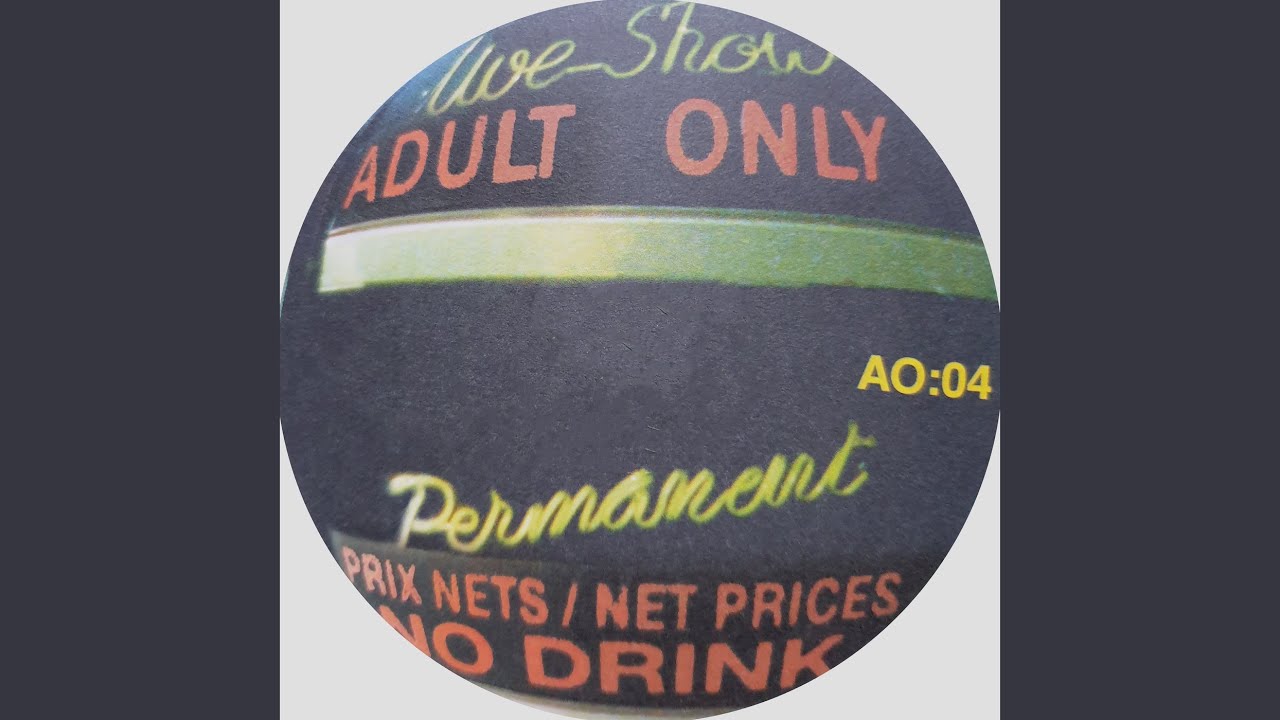 Live Show
ADULT ONLY
AO:04
Permanent
PRIX NETS / NET PRICES
NO DRINK